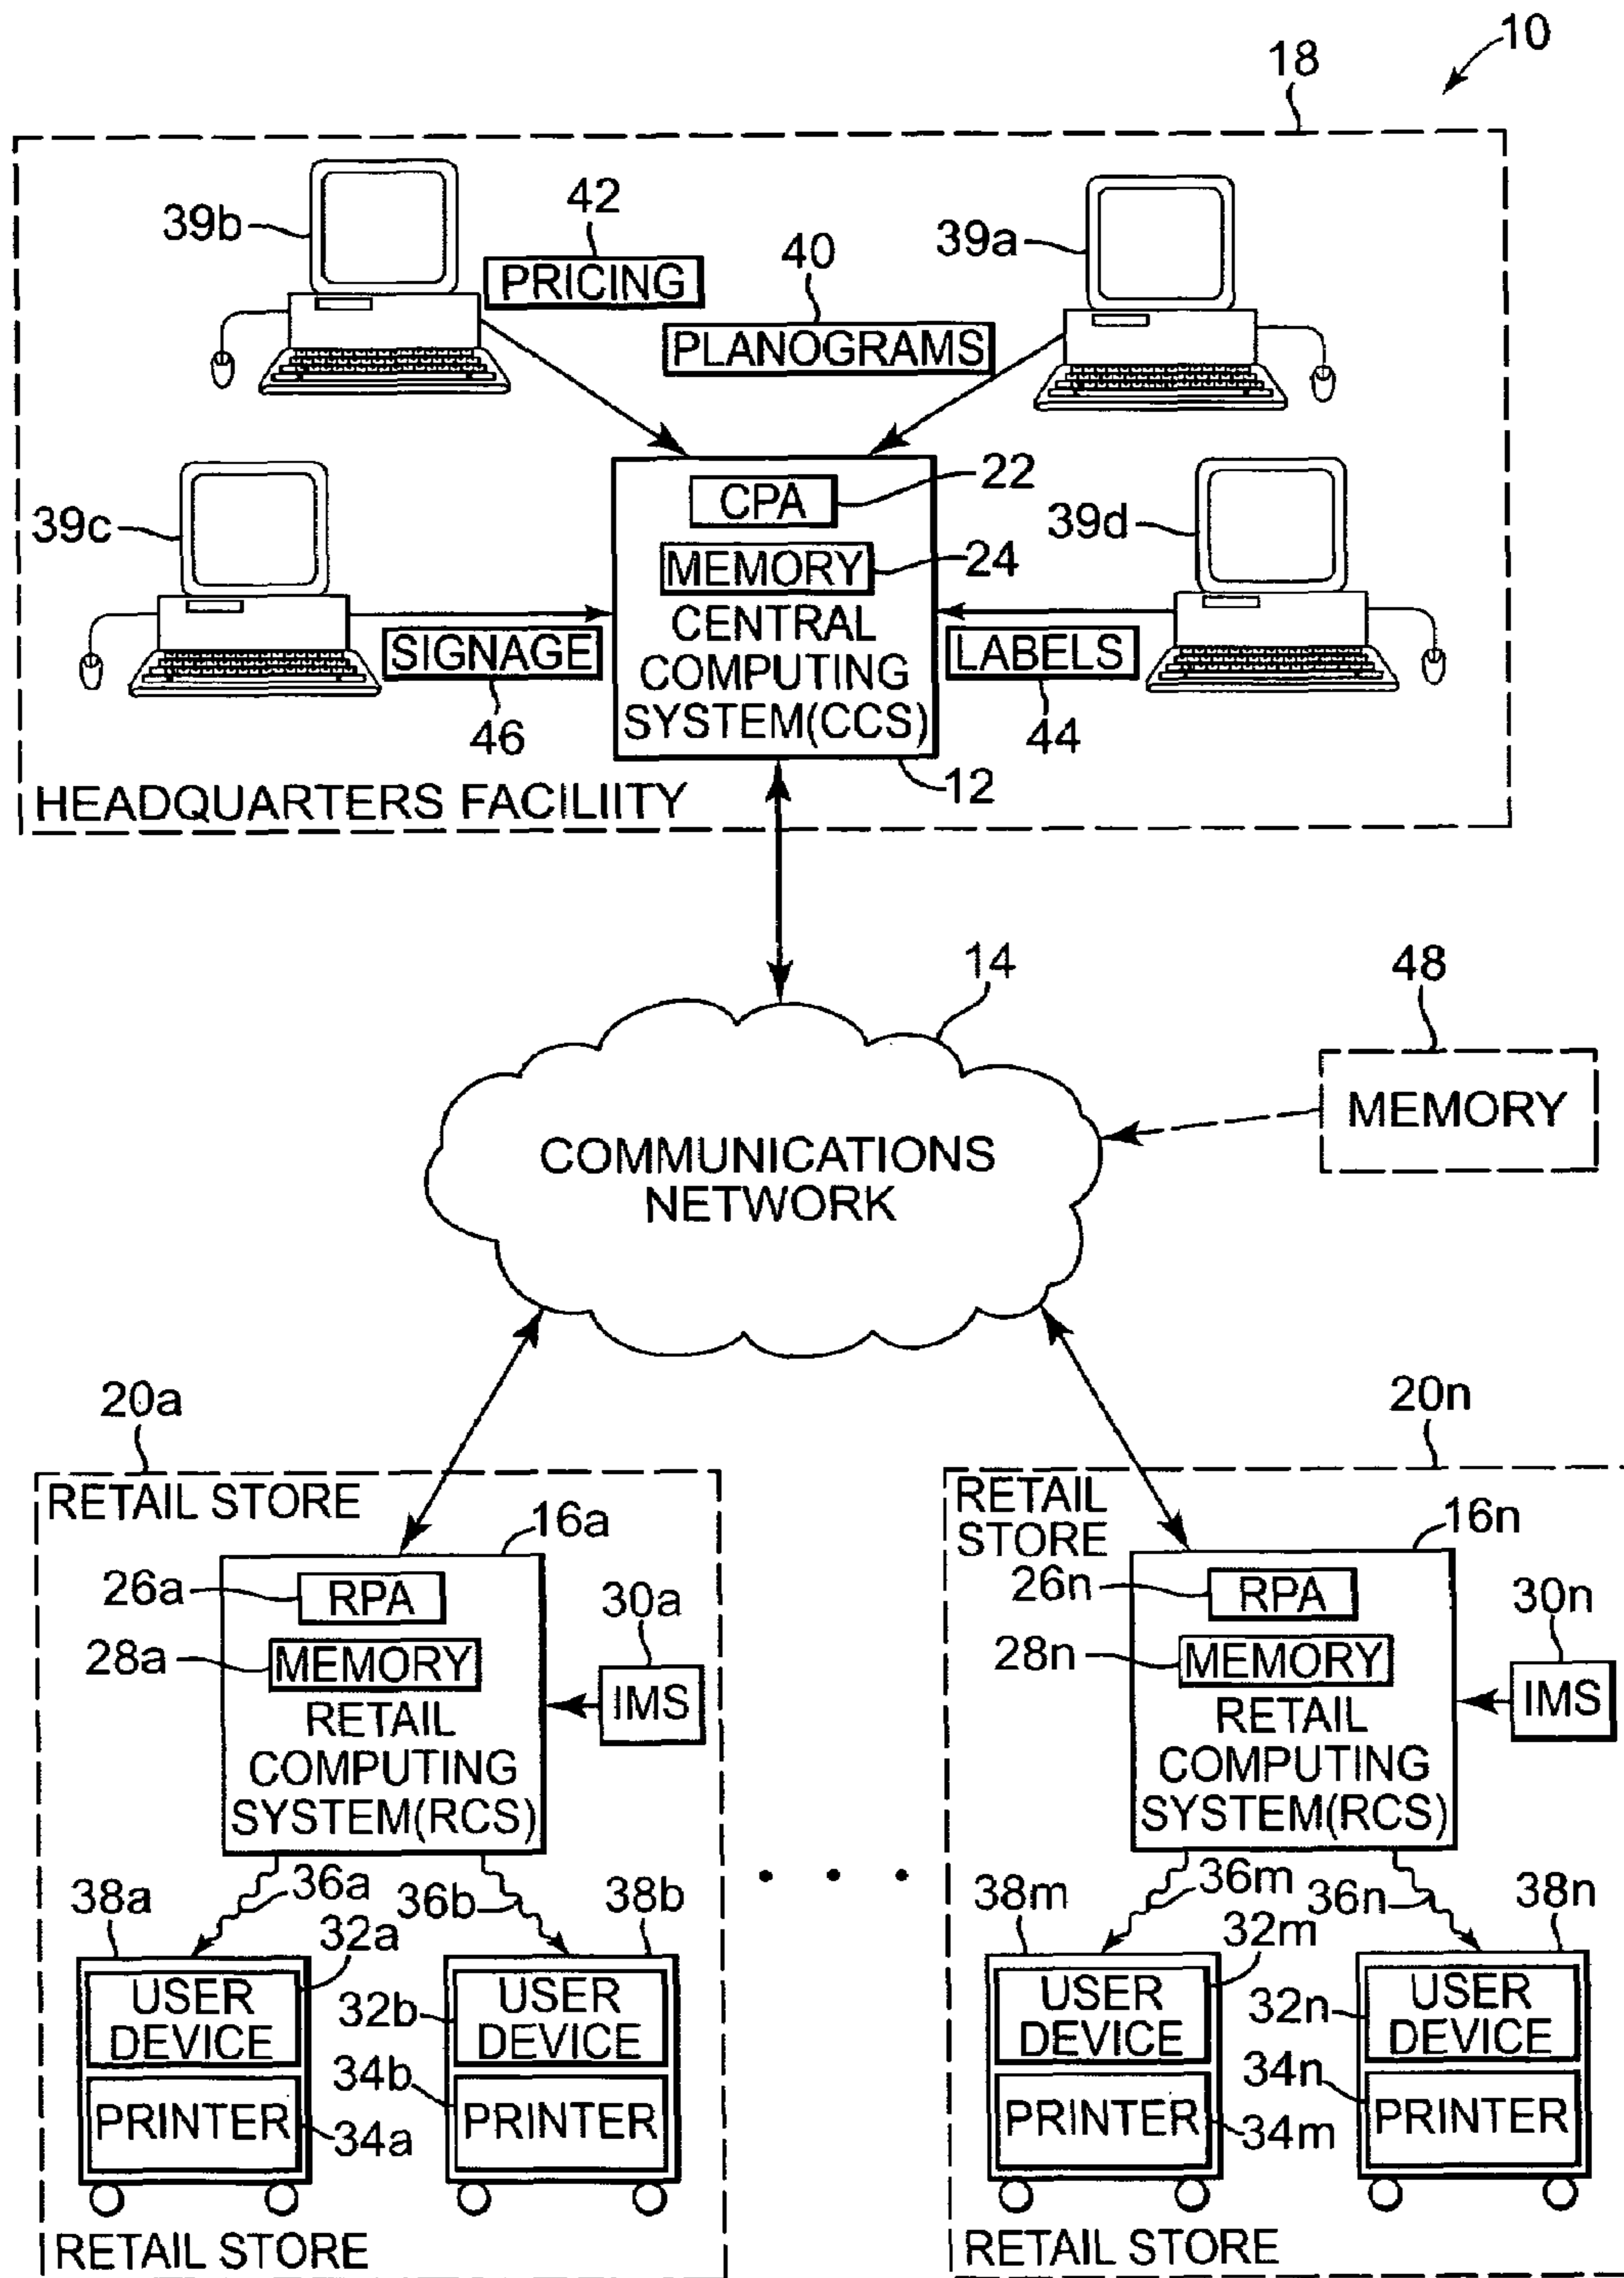 10
18
39b
42
PRICING
40
PLANOGRAMS
39a
39c
CPA
22
MEMORY
24
CENTRAL
COMPUTING
SYSTEM(CCS)
39d
SIGNAGE
46
LABELS
44
12
HEADQUARTERS FACILIITY
14
48
MEMORY
COMMUNICATIONS
NETWORK
20a
RETAIL STORE
16a
26a
RPA
30a
28a
MEMORY
IMS
RETAIL
COMPUTING
SYSTEM(RCS)
38a
36a
36b
38b
32a
USER
DEVICE
32b
USER
DEVICE
34b
PRINTER
34a
PRINTER
RETAIL STORE
20n
RETAIL
STORE
16n
26n
RPA
30n
28n
MEMORY
IMS
RETAIL
COMPUTING
SYSTEM(RCS)
38m
36m
36n
38n
32m
USER
DEVICE
32n
USER
DEVICE
34n
PRINTER
34m
PRINTER
RETAIL STORE